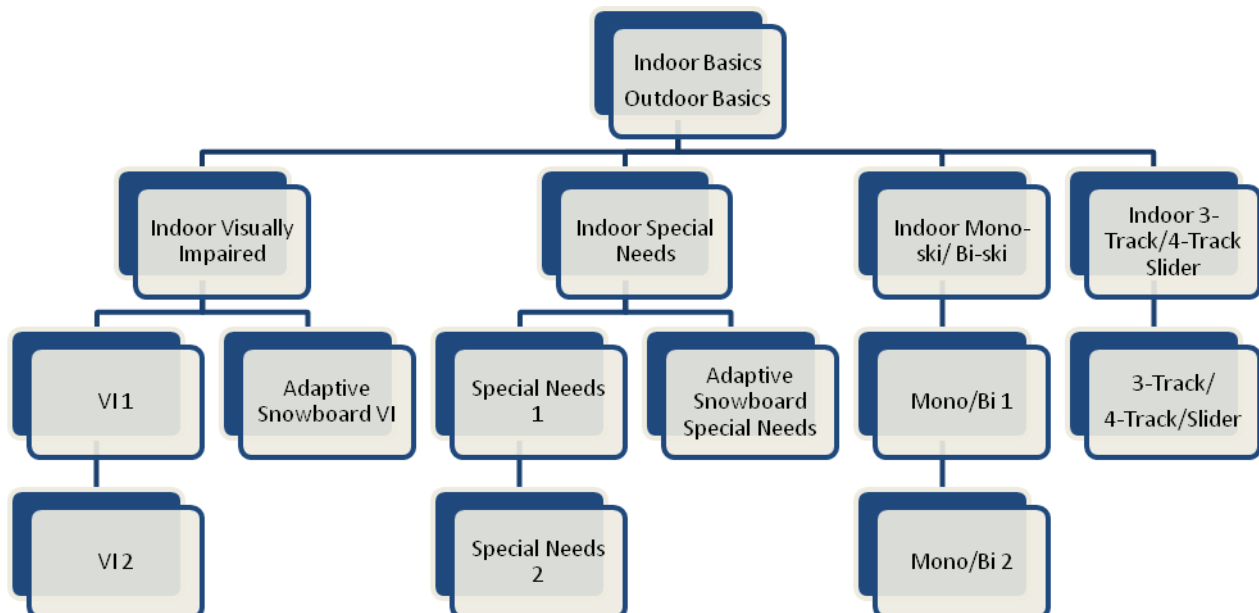 Indoor Basics
Outdoor Basics
Indoor Visually
Impaired
Indoor Special
Needs
Indoor Mono-
ski/ Bi-ski
Indoor 3-
Track/4-Track
Slider
VI 1
Adaptive
Snowboard VI
Special Needs
1
Adaptive
Snowboard
Special Needs
Mono/Bi 1
3-Track/
4-Track/Slider
VI 2
Special Needs
2
Mono/Bi 2